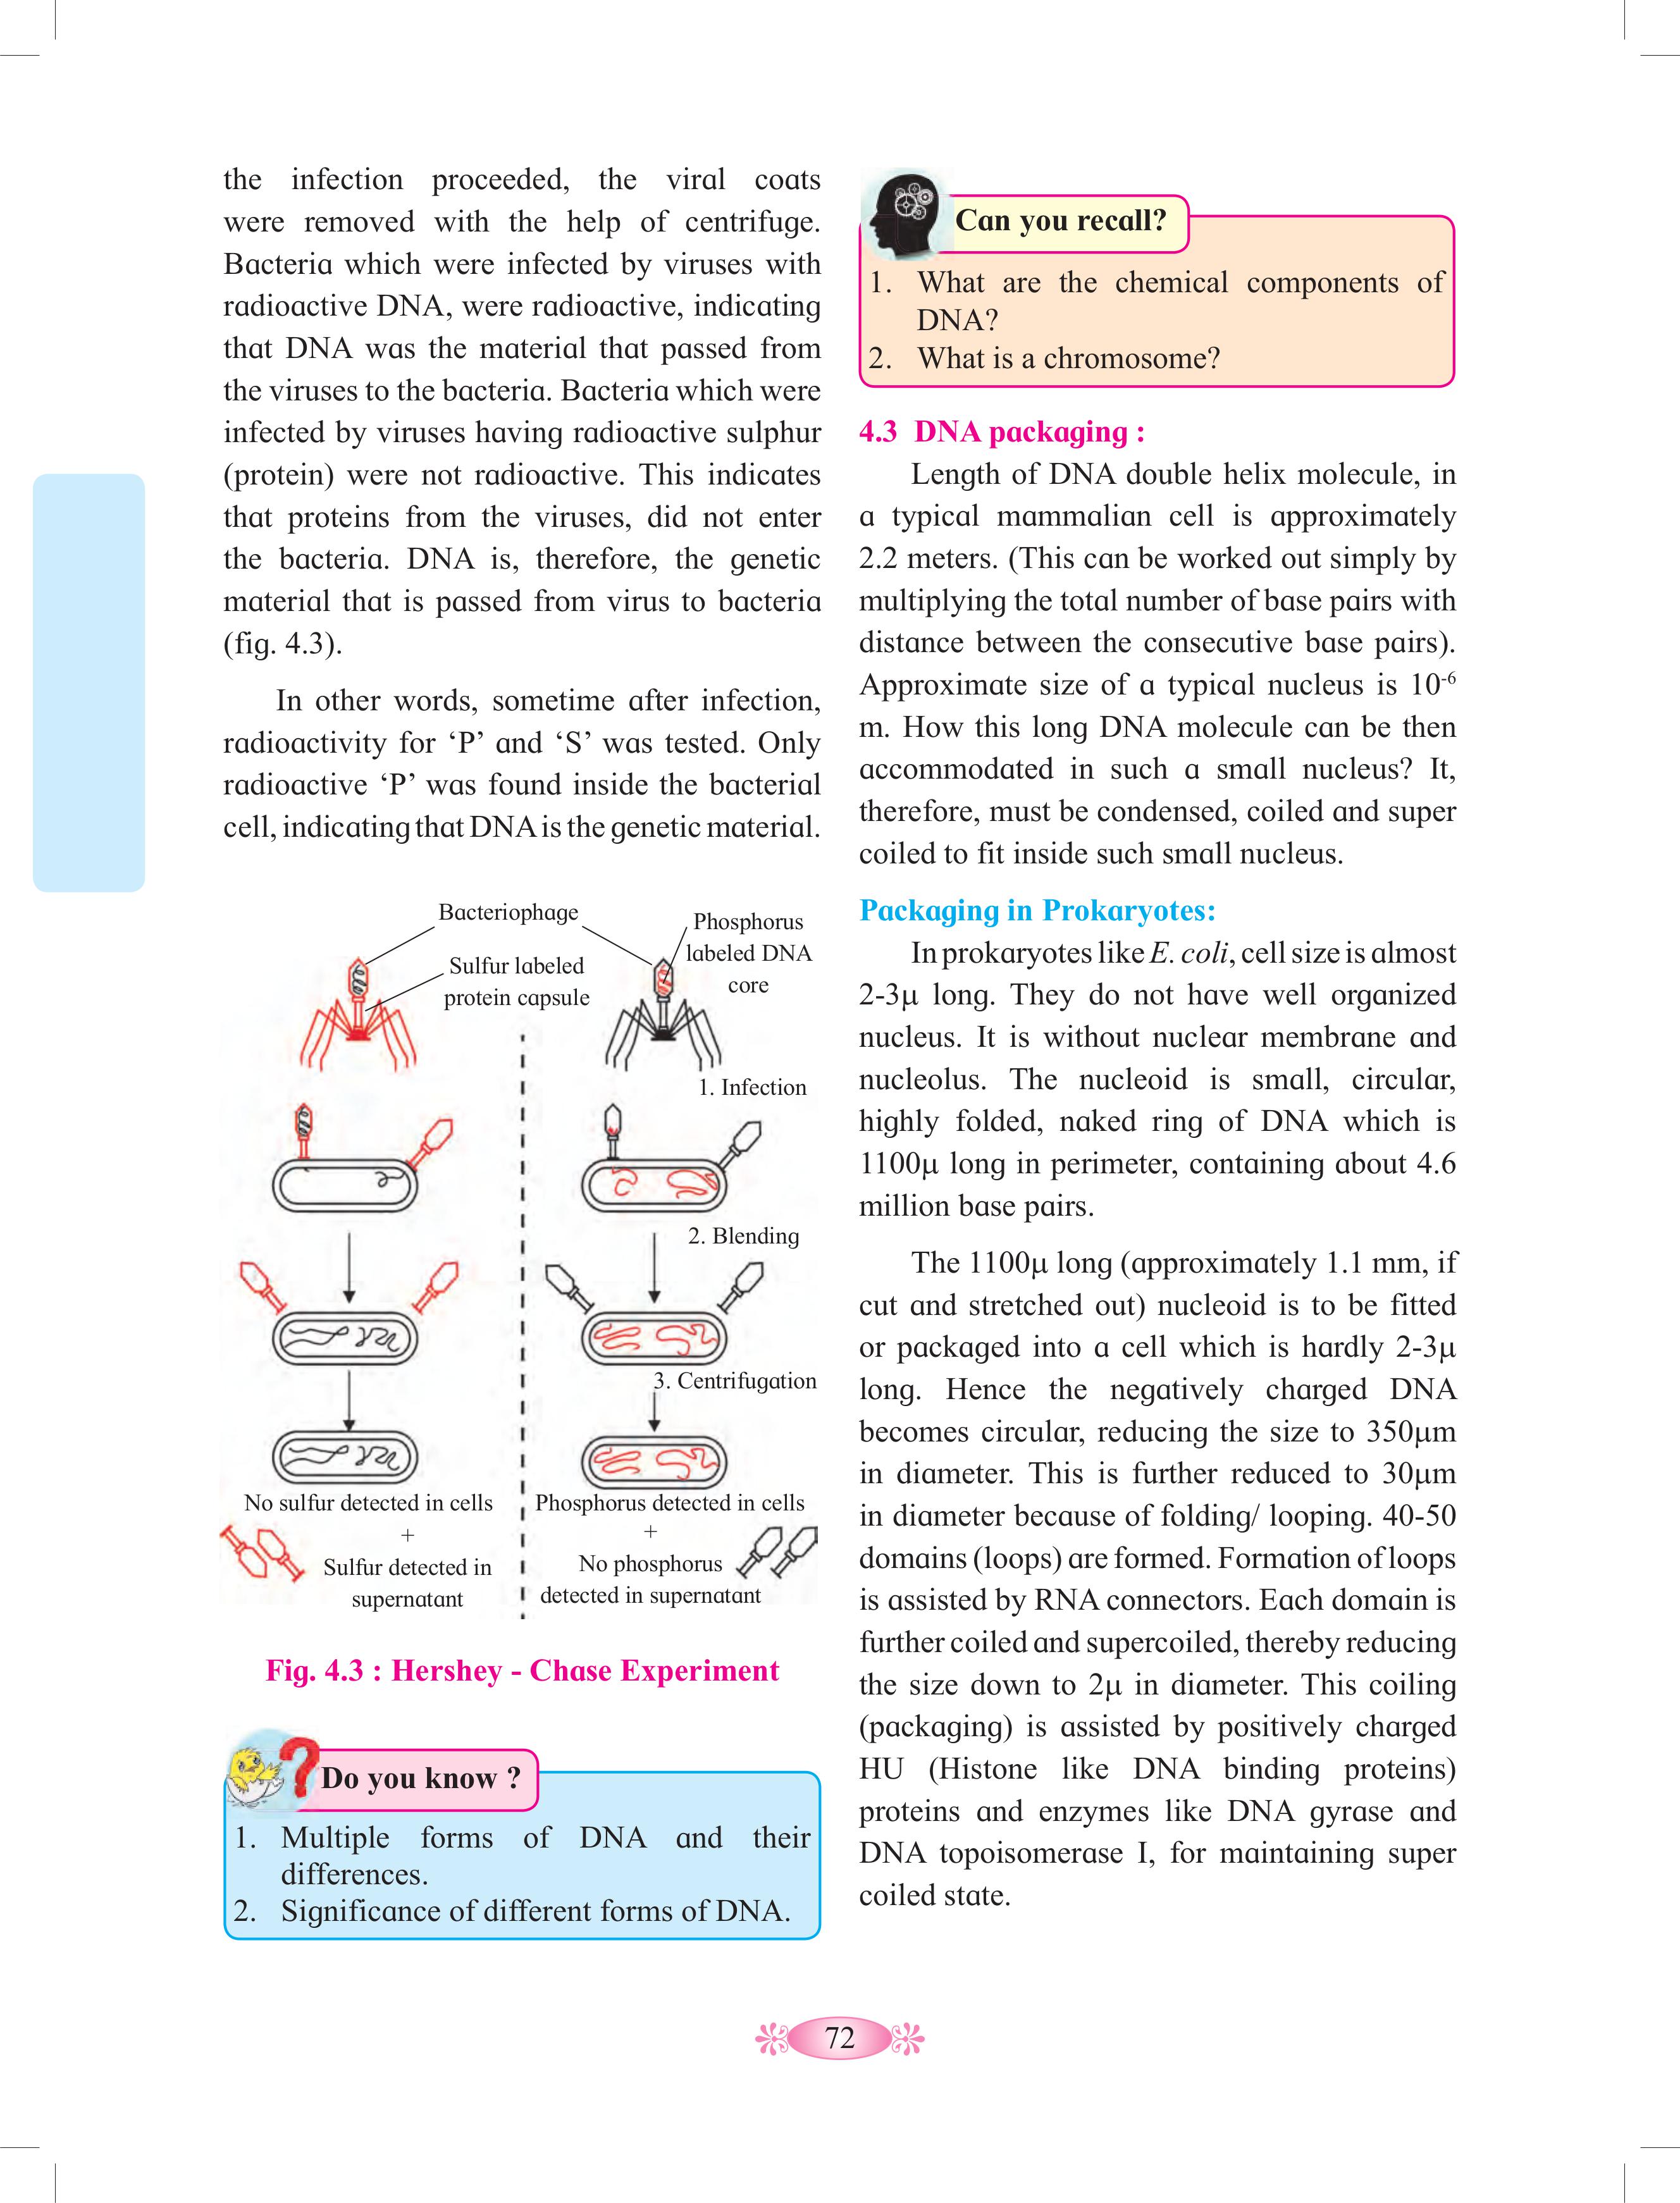 the infection proceeded, the viral coats
were removed with the help of centrifuge.
Bacteria which were infected by viruses with
radioactive DNA, were radioactive, indicating
that DNA was the material that passed from
the viruses to the bacteria. Bacteria which were
infected by viruses having radioactive sulphur
(protein) were not radioactive. This indicates
that proteins from the viruses, did not enter
the bacteria. DNA is, therefore, the genetic
material that is passed from virus to bacteria
(fig. 4.3).
In other words, sometime after infection,
radioactivity for ‘P’ and ‘S’ was tested. Only
radioactive ‘P’ was found inside the bacterial
cell, indicating that DNA is the genetic material.
Bacteriophage
Phosphorus
labeled DNA
core
Sulfur labeled
protein capsule
1. Infection
2. Blending
3. Centrifugation
No sulfur detected in cells
+
Sulfur detected in
supernatant
Phosphorus detected in cells
+
No phosphorus
detected in supernatant
Fig. 4.3 : Hershey - Chase Experiment
Do you know ?
1. Multiple forms of DNA and their
differences.
2. Significance of different forms of DNA.
Can you recall?
1. What are the chemical components of
DNA?
2. What is a chromosome?
4.3 DNA packaging :
Length of DNA double helix molecule, in
a typical mammalian cell is approximately
2.2 meters. (This can be worked out simply by
multiplying the total number of base pairs with
distance between the consecutive base pairs).
Approximate size of a typical nucleus is 10⁻⁶
m. How this long DNA molecule can be then
accommodated in such a small nucleus? It,
therefore, must be condensed, coiled and super
coiled to fit inside such small nucleus.
Packaging in Prokaryotes:
In prokaryotes like E. coli, cell size is almost
2-3µ long. They do not have well organized
nucleus. It is without nuclear membrane and
nucleolus. The nucleoid is small, circular,
highly folded, naked ring of DNA which is
1100µ long in perimeter, containing about 4.6
million base pairs.
The 1100µ long (approximately 1.1 mm, if
cut and stretched out) nucleoid is to be fitted
or packaged into a cell which is hardly 2-3µ
long. Hence the negatively charged DNA
becomes circular, reducing the size to 350µm
in diameter. This is further reduced to 30µm
in diameter because of folding/ looping. 40-50
domains (loops) are formed. Formation of loops
is assisted by RNA connectors. Each domain is
further coiled and supercoiled, thereby reducing
the size down to 2µ in diameter. This coiling
(packaging) is assisted by positively charged
HU (Histone like DNA binding proteins)
proteins and enzymes like DNA gyrase and
DNA topoisomerase I, for maintaining super
coiled state.
72